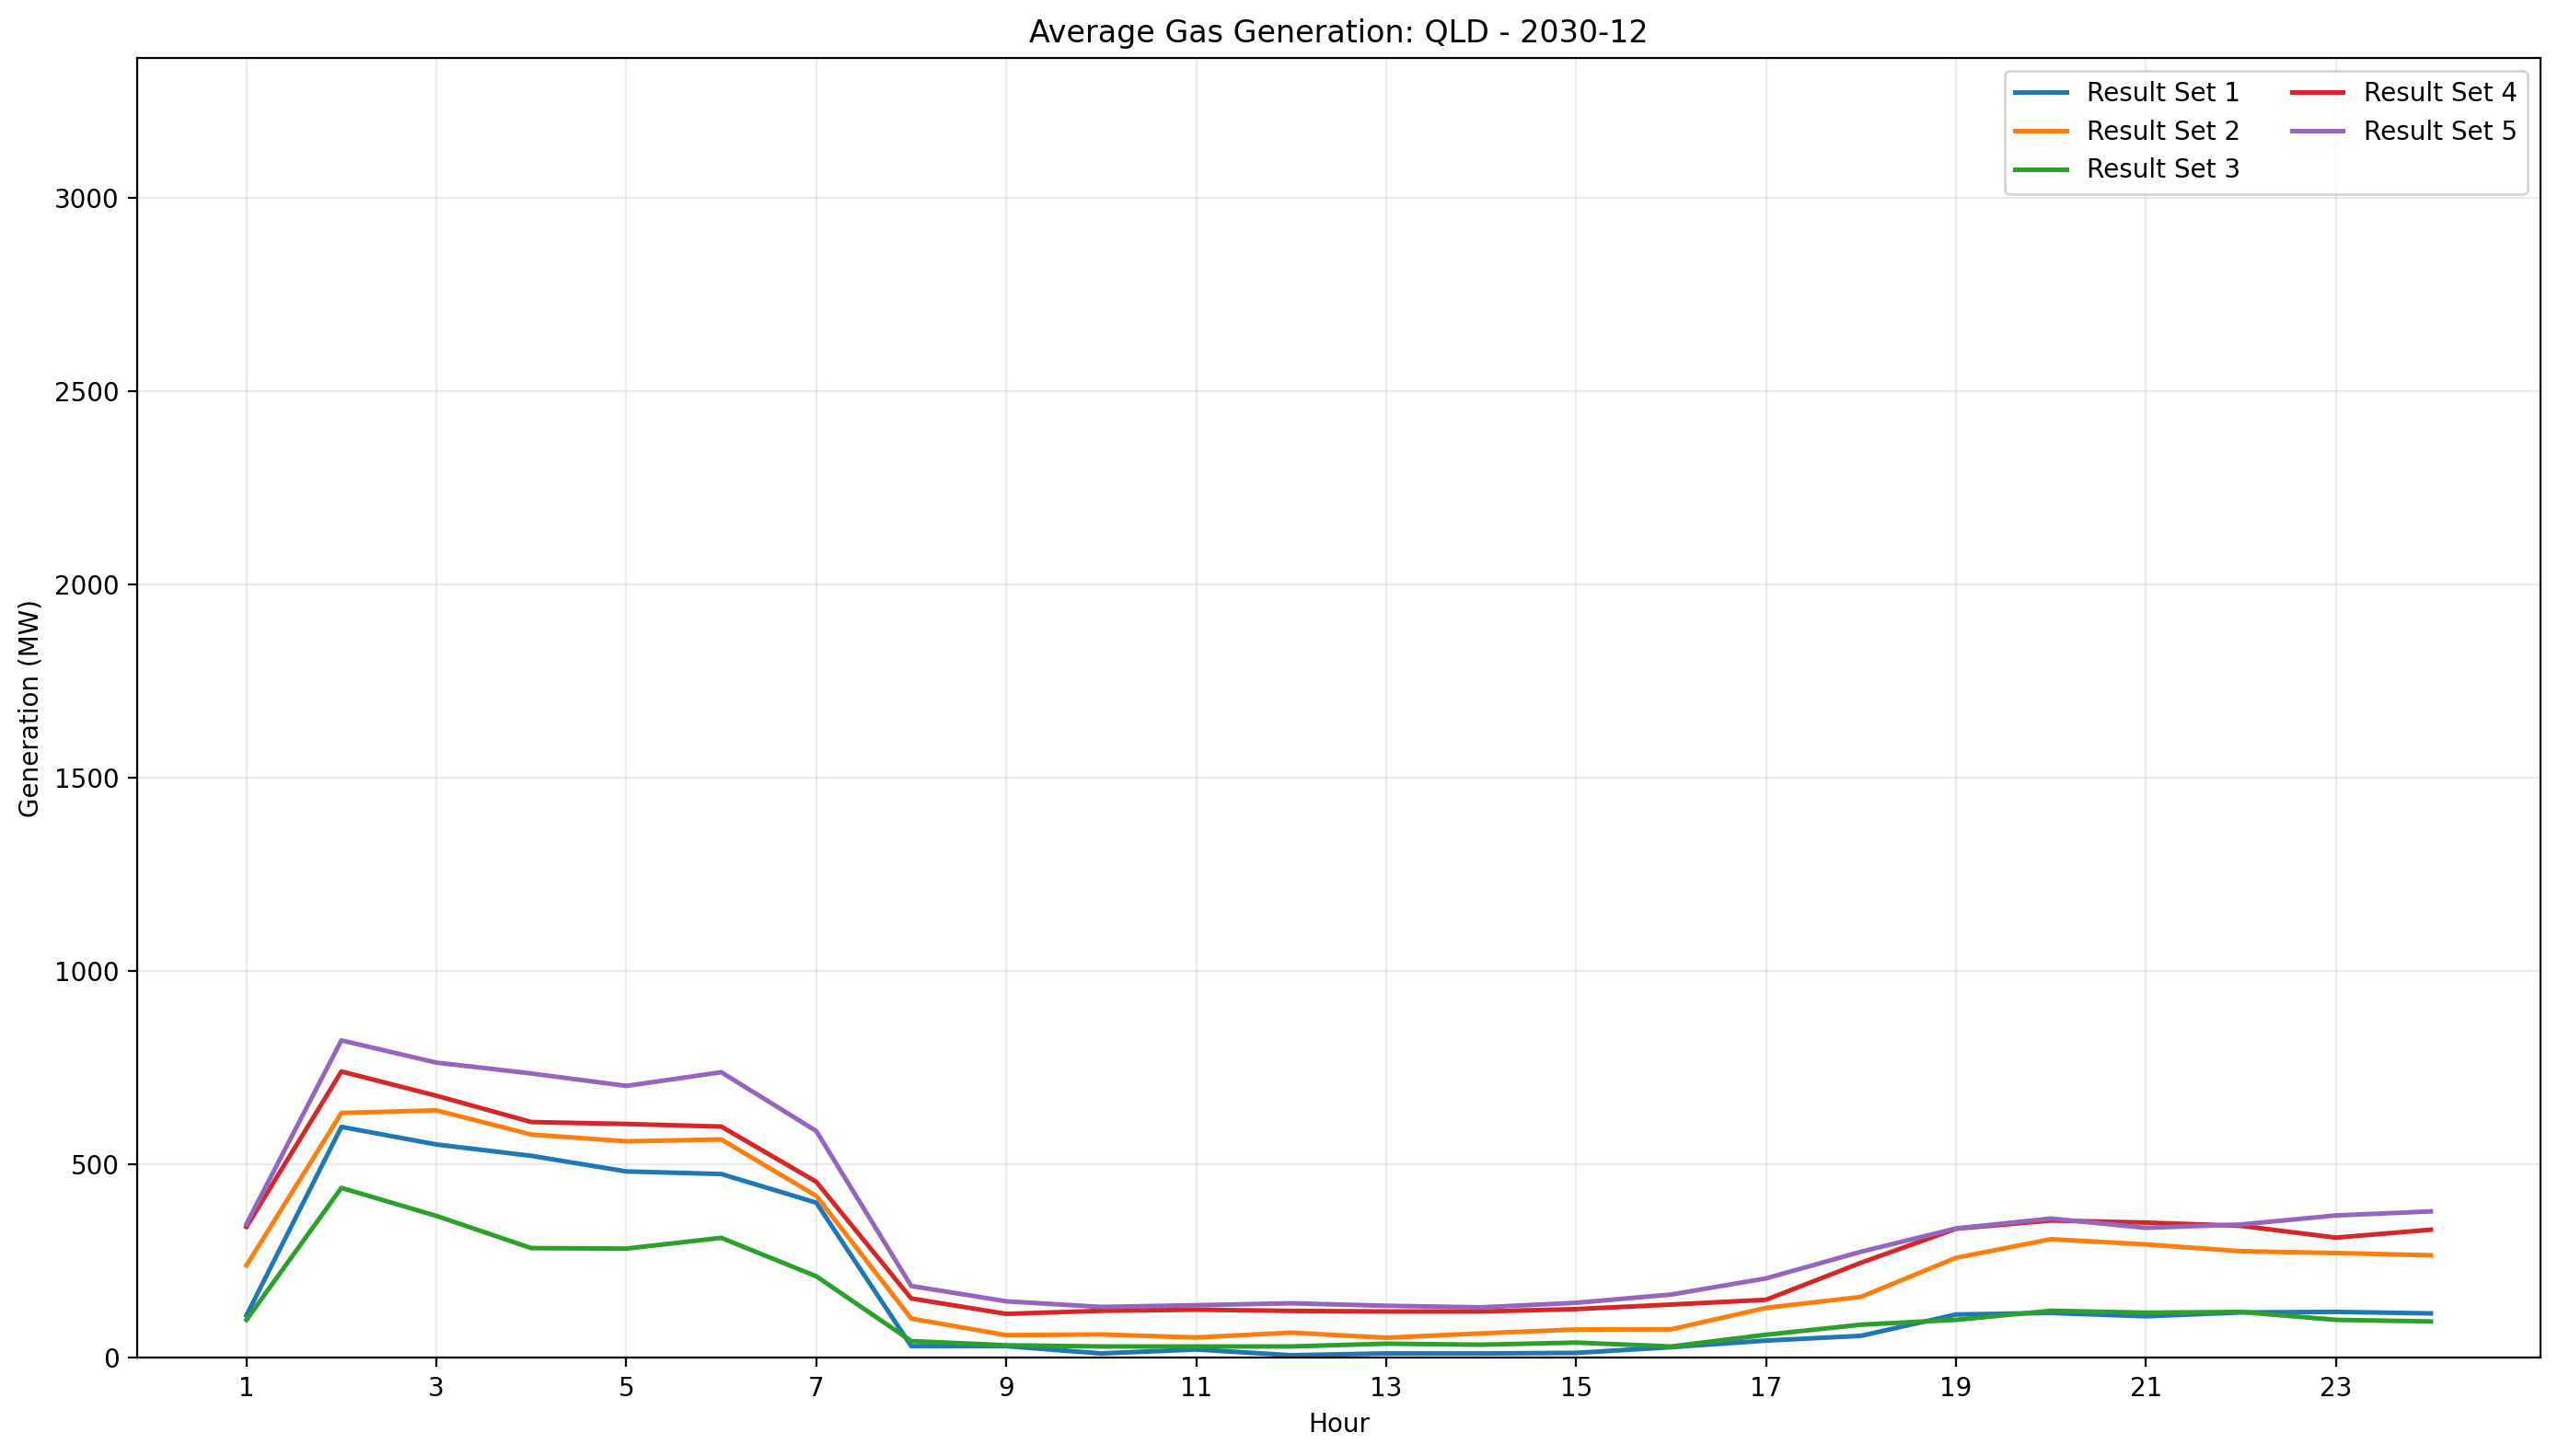 Average Gas Generation: QLD - 2030-12
Result Set 1
Result Set 2
Result Set 3
Result Set 4
Result Set 5
Generation (MW)
3000
2500
2000
1500
1000
500
0
1 3 5 7 9 11 13 15 17 19 21 23
Hour